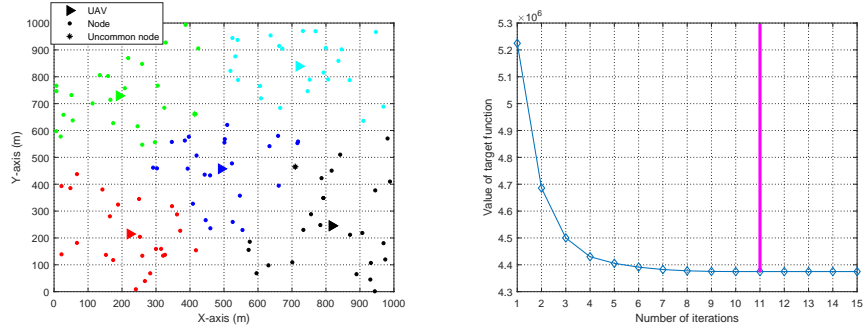 UAV
Node
Uncommon node
1000
900
800
700
600
500
400
300
200
100
0
Y-axis (m)
0 100 200 300 400 500 600 700 800 900 1000
X-axis (m)
×10^6
5.3
5.2
5.1
5
4.9
4.8
4.7
4.6
4.5
4.4
4.3
Value of target function
1 2 3 4 5 6 7 8 9 10 11 12 13 14 15
Number of iterations